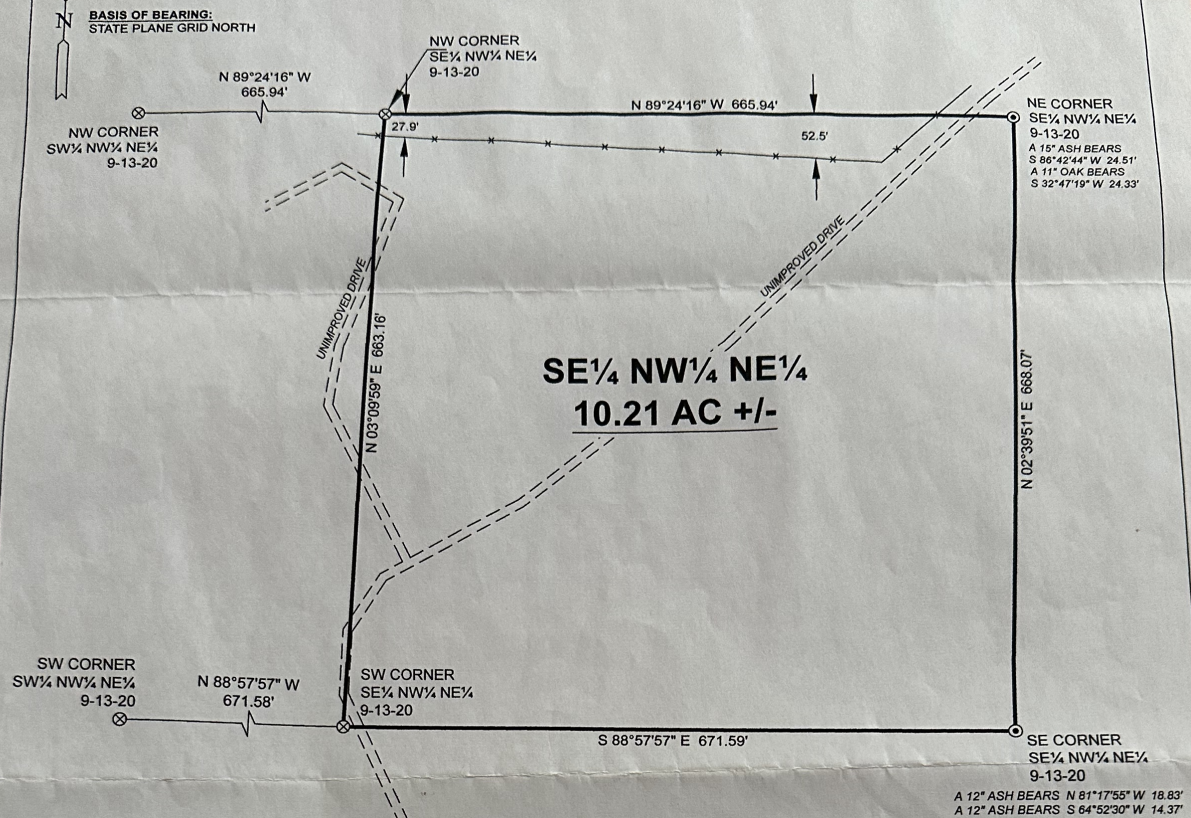 N
BASIS OF BEARING:
STATE PLANE GRID NORTH
NW CORNER
SE¼ NW¼ NE¼
9-13-20
N 89°24'16" W
665.94'
N 89°24'16" W 665.94'
NE CORNER
SE¼ NW¼ NE¼
9-13-20
A 15" ASH BEARS
S 86°42'44" W 24.51'
A 11" OAK BEARS
S 32°47'19" W 24.33'
NW CORNER
SW¼ NW¼ NE¼
9-13-20
27.9'
52.5'
UNIMPROVED DRIVE
UNIMPROVED DRIVE
N 03°09'59" E 663.16'
SE¼ NW¼ NE¼
10.21 AC +/-
N 02°39'51" E 668.07'
SW CORNER
SW¼ NW¼ NE¼
9-13-20
N 88°57'57" W
671.58'
SW CORNER
SE¼ NW¼ NE¼
9-13-20
S 88°57'57" E 671.59'
SE CORNER
SE¼ NW¼ NE¼
9-13-20
A 12" ASH BEARS N 81°17'55" W 18.83'
A 12" ASH BEARS S 64°52'30" W 14.37'